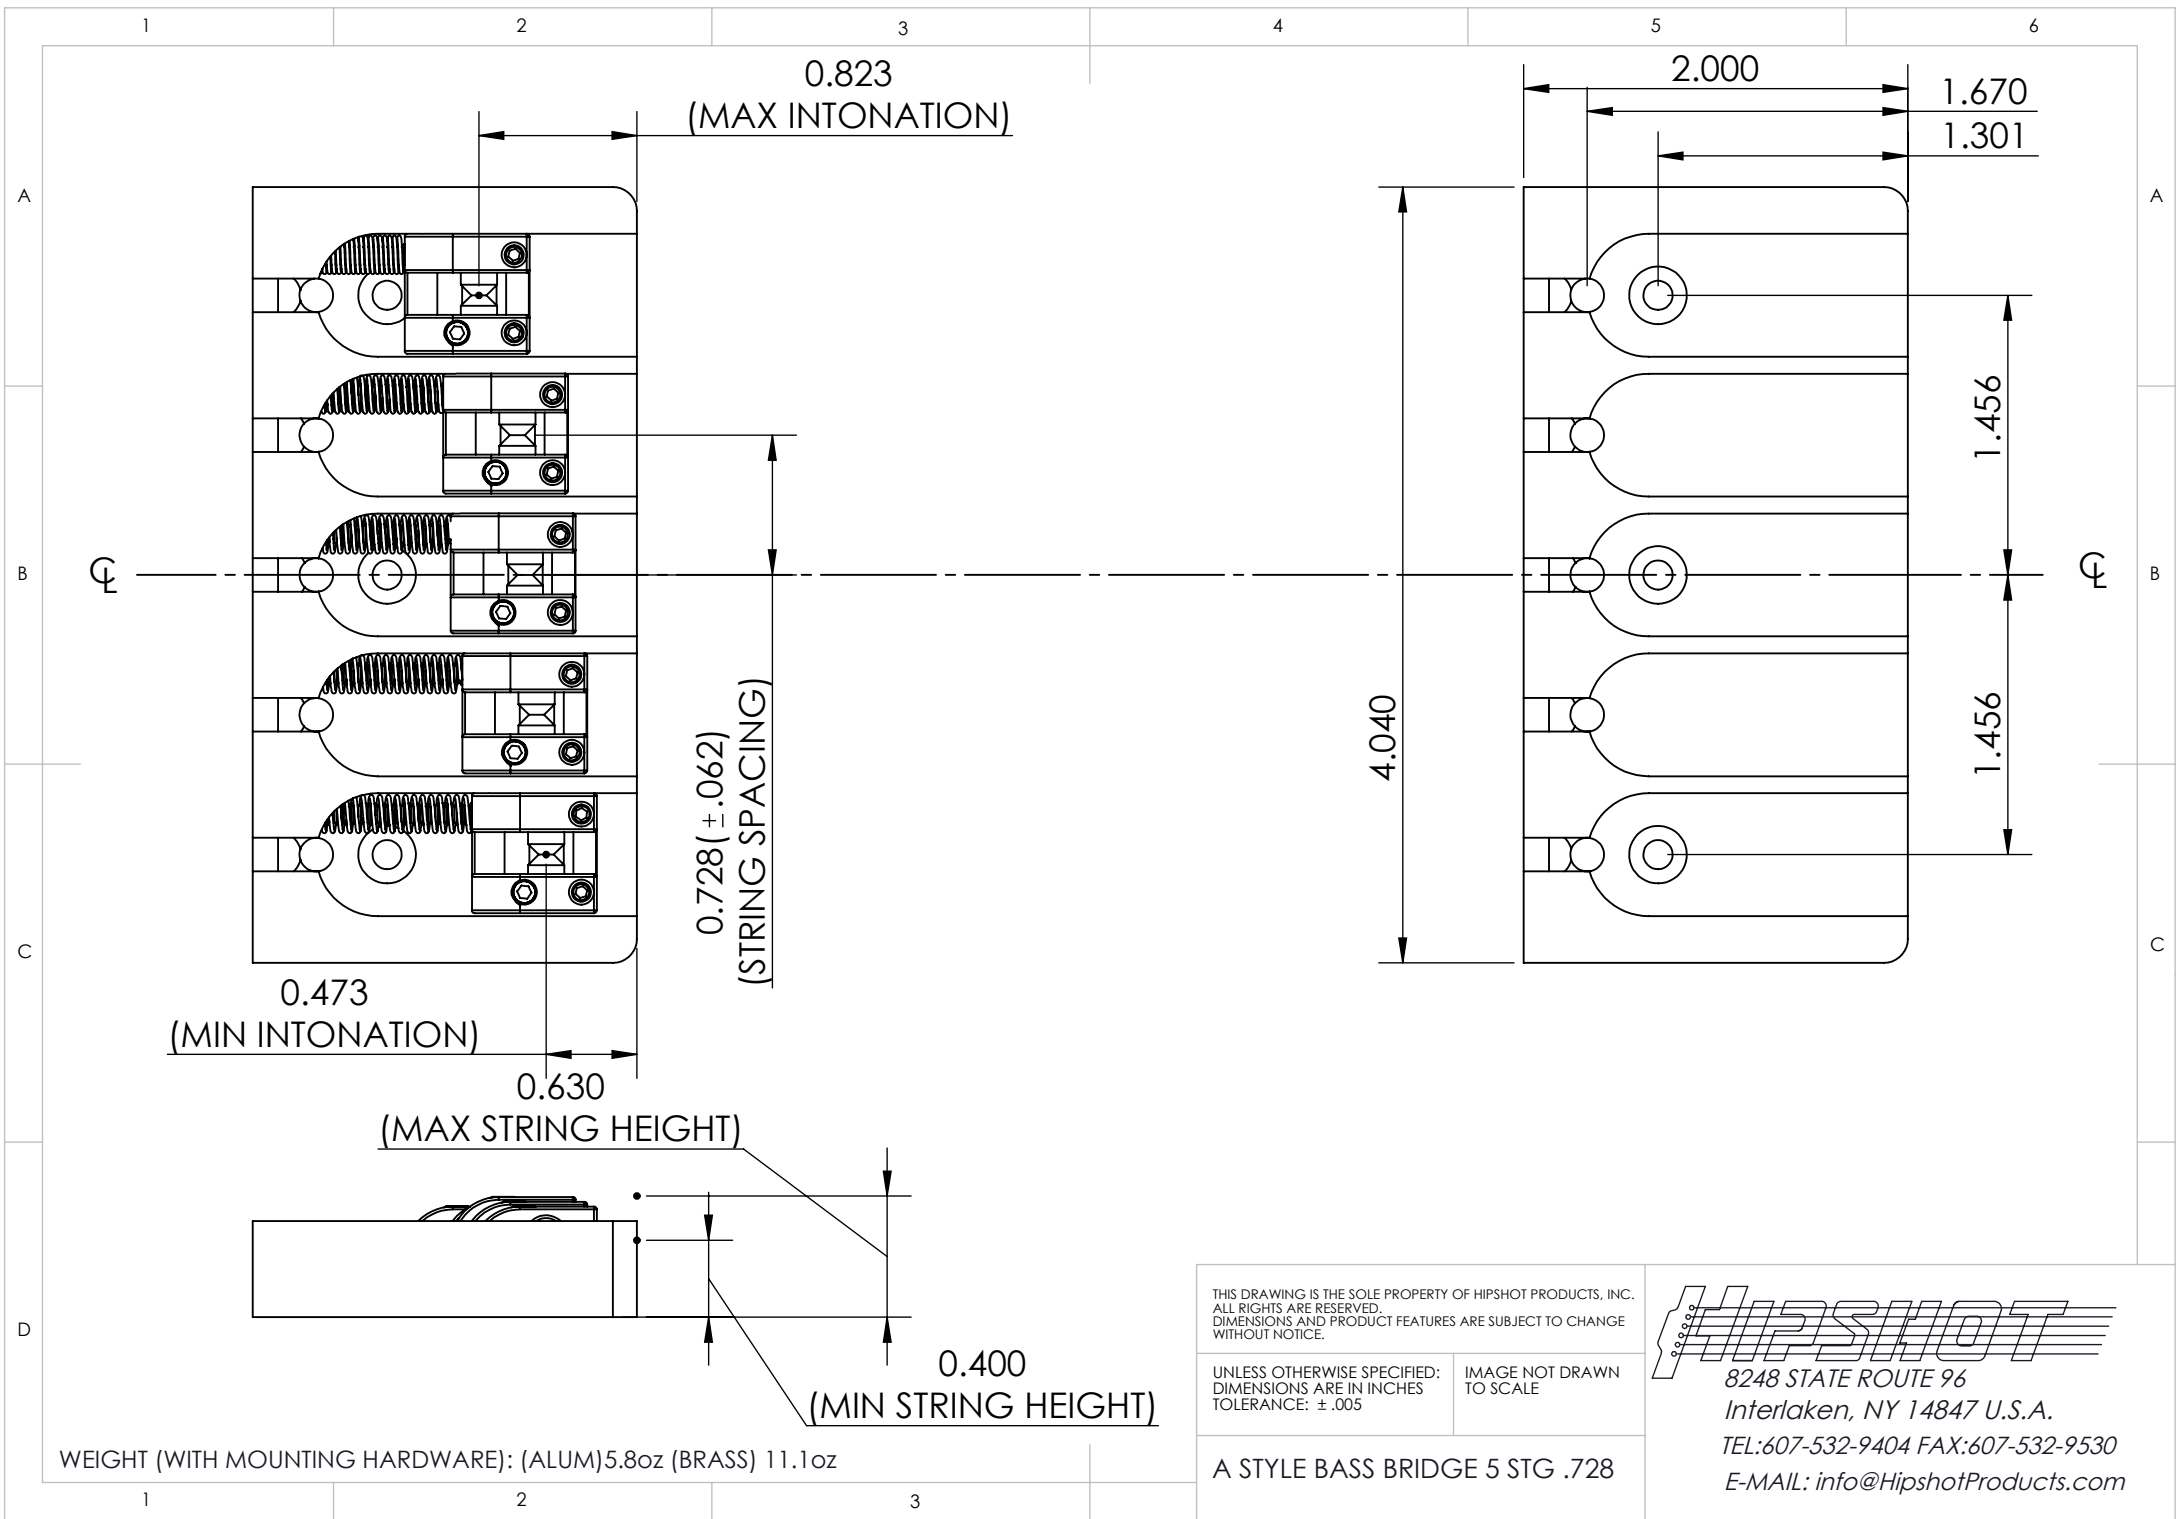 1
2
3
4
5
6
0.823
(MAX INTONATION)
2.000
1.670
1.301
A
A
1.456
B
℄
℄
B
1.456
4.040
0.728(±.062)
(STRING SPACING)
C
C
0.473
(MIN INTONATION)
0.630
(MAX STRING HEIGHT)
D
0.400
(MIN STRING HEIGHT)
WEIGHT (WITH MOUNTING HARDWARE): (ALUM)5.8oz (BRASS) 11.1oz
THIS DRAWING IS THE SOLE PROPERTY OF HIPSHOT PRODUCTS, INC.
ALL RIGHTS ARE RESERVED.
DIMENSIONS AND PRODUCT FEATURES ARE SUBJECT TO CHANGE
WITHOUT NOTICE.
UNLESS OTHERWISE SPECIFIED:
DIMENSIONS ARE IN INCHES
TOLERANCE: ±.005
IMAGE NOT DRAWN
TO SCALE
A STYLE BASS BRIDGE 5 STG .728
HIPSHOT
8248 STATE ROUTE 96
Interlaken, NY 14847 U.S.A.
TEL:607-532-9404 FAX:607-532-9530
E-MAIL: info@HipshotProducts.com
1
2
3